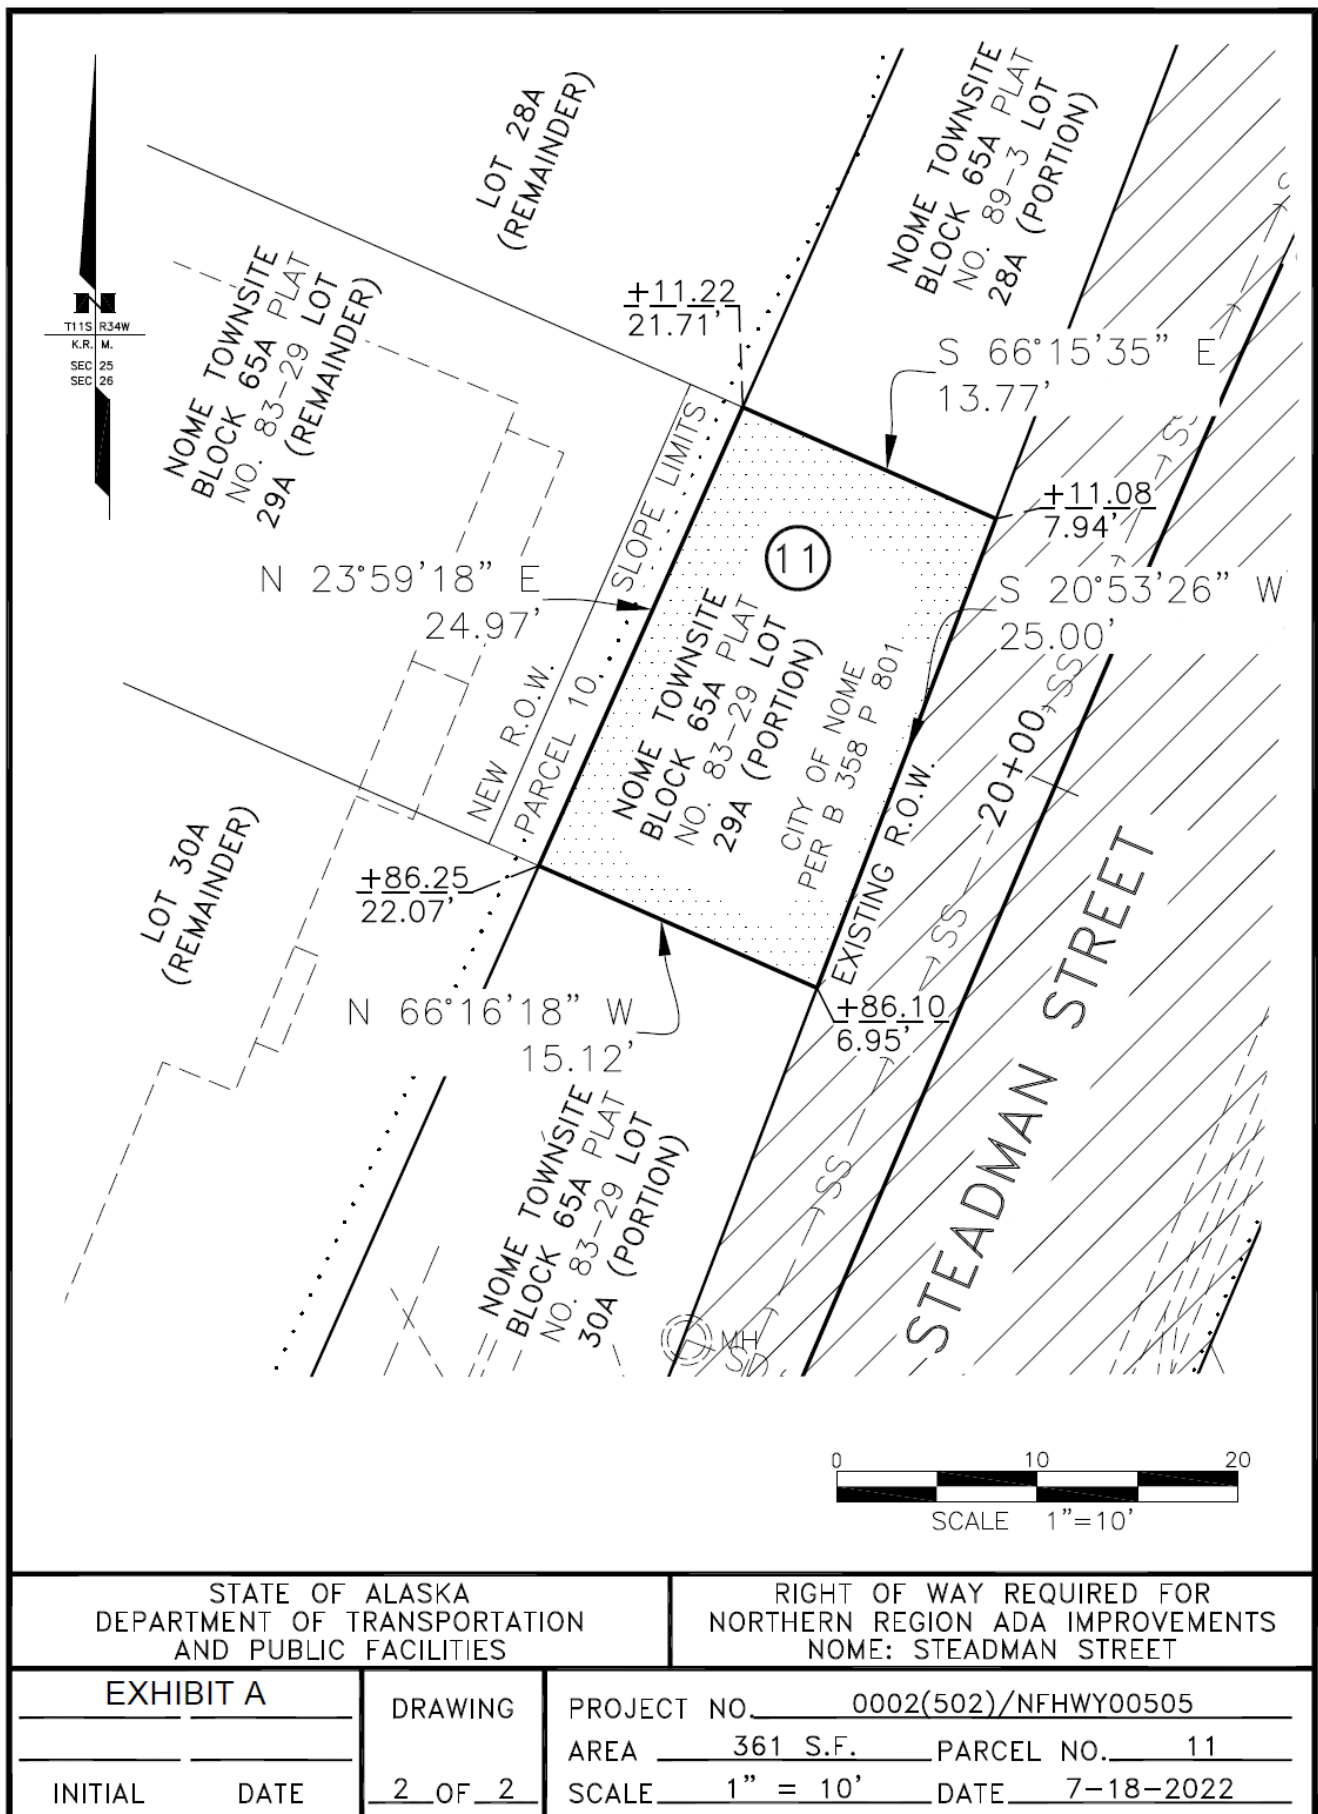 LOT 28A
(REMAINDER)
NOME TOWNSITE
BLOCK 65A PLAT
NO. 89-3 LOT
28A (PORTION)
N
T11S R34W
K.R. M.
SEC 25
SEC 26
NOME TOWNSITE
BLOCK 65A PLAT
NO. 83-29 LOT
29A (REMAINDER)
+11.22
21.71'
S 66°15'35" E
13.77'
SS
+11.08
7.94'
SLOPE LIMITS
11
N 23°59'18" E
24.97'
S 20°53'26" W
25.00'
NOME TOWNSITE
BLOCK 65A PLAT
NO. 83-29 LOT
29A (PORTION)
CITY OF NOME
PER B 358 P 801
NEW R.O.W.
PARCEL 10
SS
20+00
EXISTING R.O.W.
LOT 30A
(REMAINDER)
+86.25
22.07'
SS
STEADMAN STREET
N 66°16'18" W
15.12'
+86.10
6.95'
NOME TOWNSITE
BLOCK 65A PLAT
NO. 83-29 LOT
30A (PORTION)
SS
MH
SD
0 10 20
SCALE 1"=10'
STATE OF ALASKA
DEPARTMENT OF TRANSPORTATION
AND PUBLIC FACILITIES
RIGHT OF WAY REQUIRED FOR
NORTHERN REGION ADA IMPROVEMENTS
NOME: STEADMAN STREET
EXHIBIT A
INITIAL DATE
DRAWING
2 OF 2
PROJECT NO. 0002(502)/NFHWY00505
AREA 361 S.F. PARCEL NO. 11
SCALE 1" = 10' DATE 7-18-2022